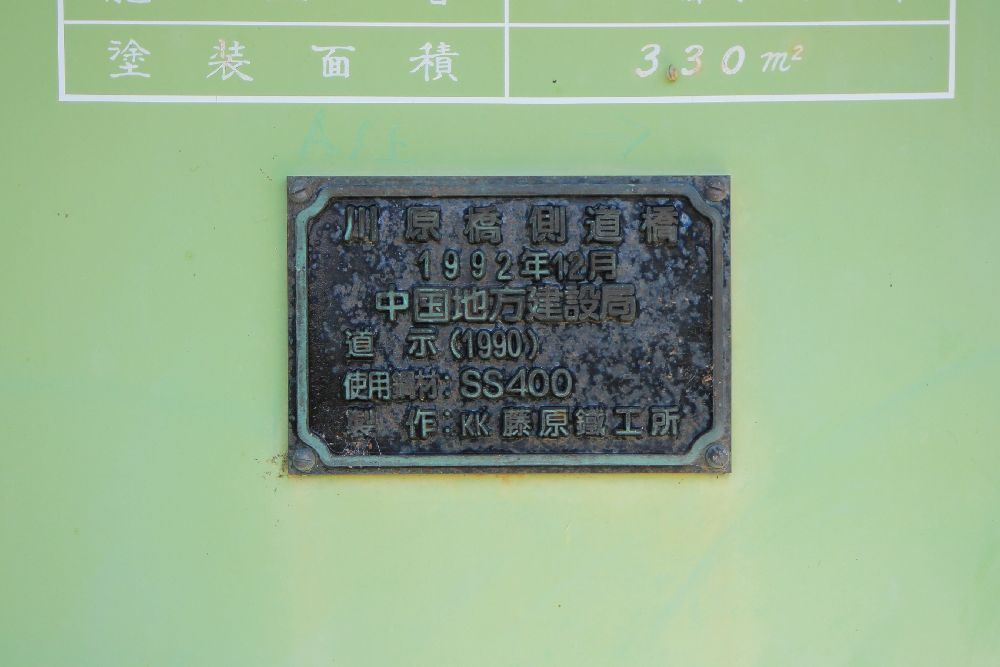 塗装面積 330m²
川原橋側道橋
1992年12月
中国地方建設局
道示(1990)
使用鋼材:SS400
製作:KK藤原鐵工所